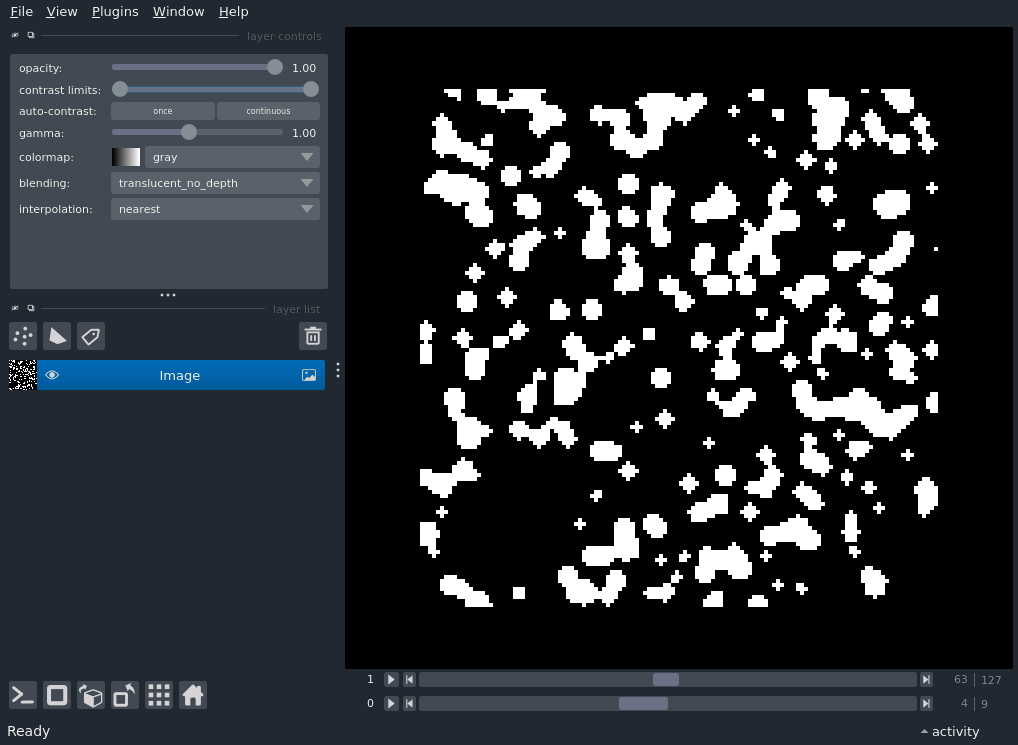 File View Plugins Window Help
layer controls
opacity: 1.00
contrast limits:
auto-contrast: once continuous
gamma: 1.00
colormap: gray
blending: translucent_no_depth
interpolation: nearest
layer list
Image
1 63 127
0 4 9
Ready activity